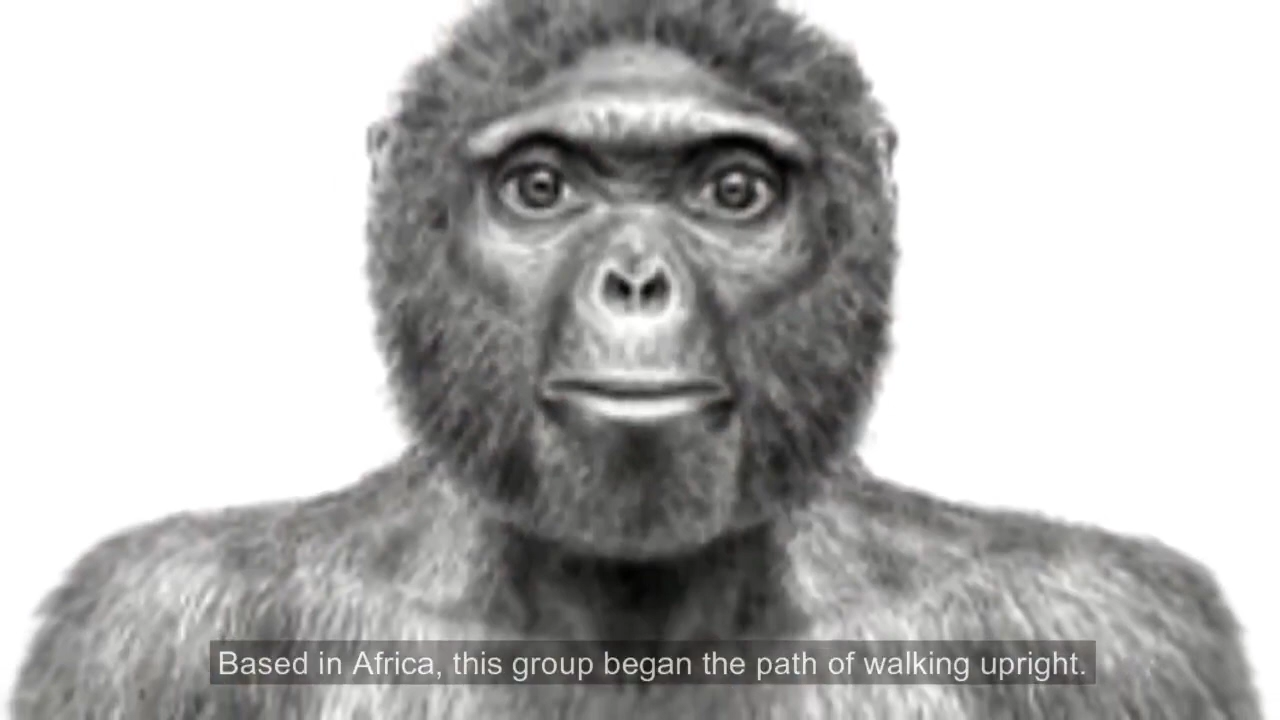 Based in Africa, this group began the path of walking upright.